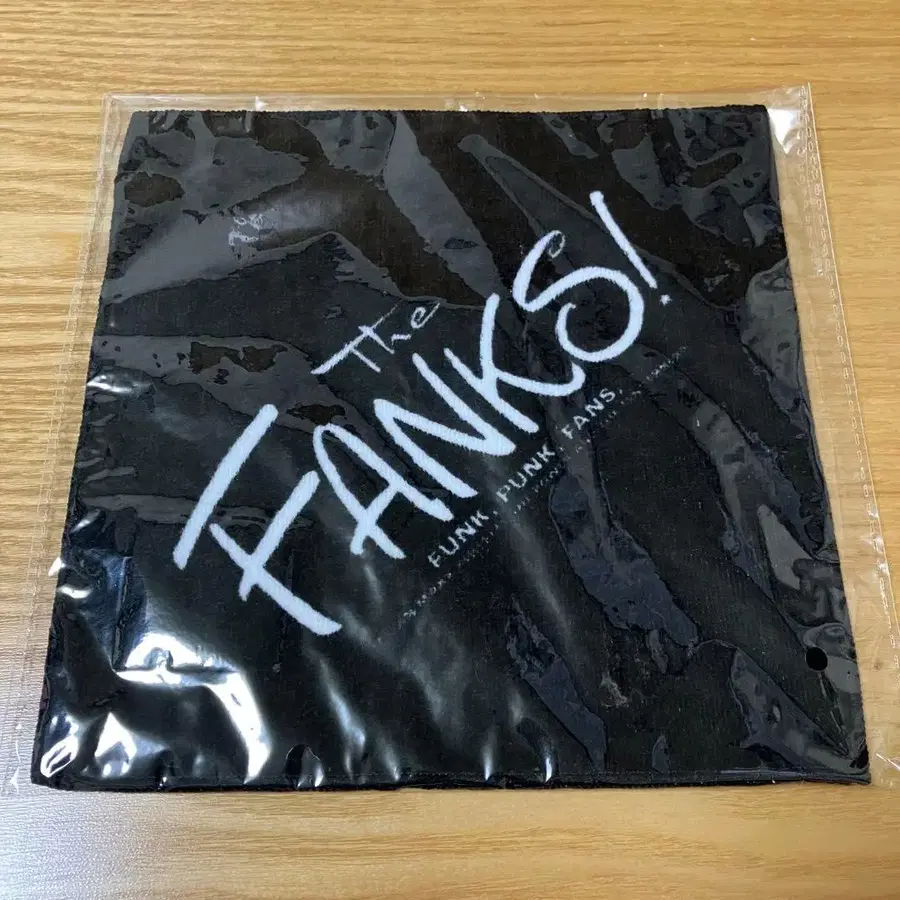 The
FANKS!
FUNK, PUNK, FANS.